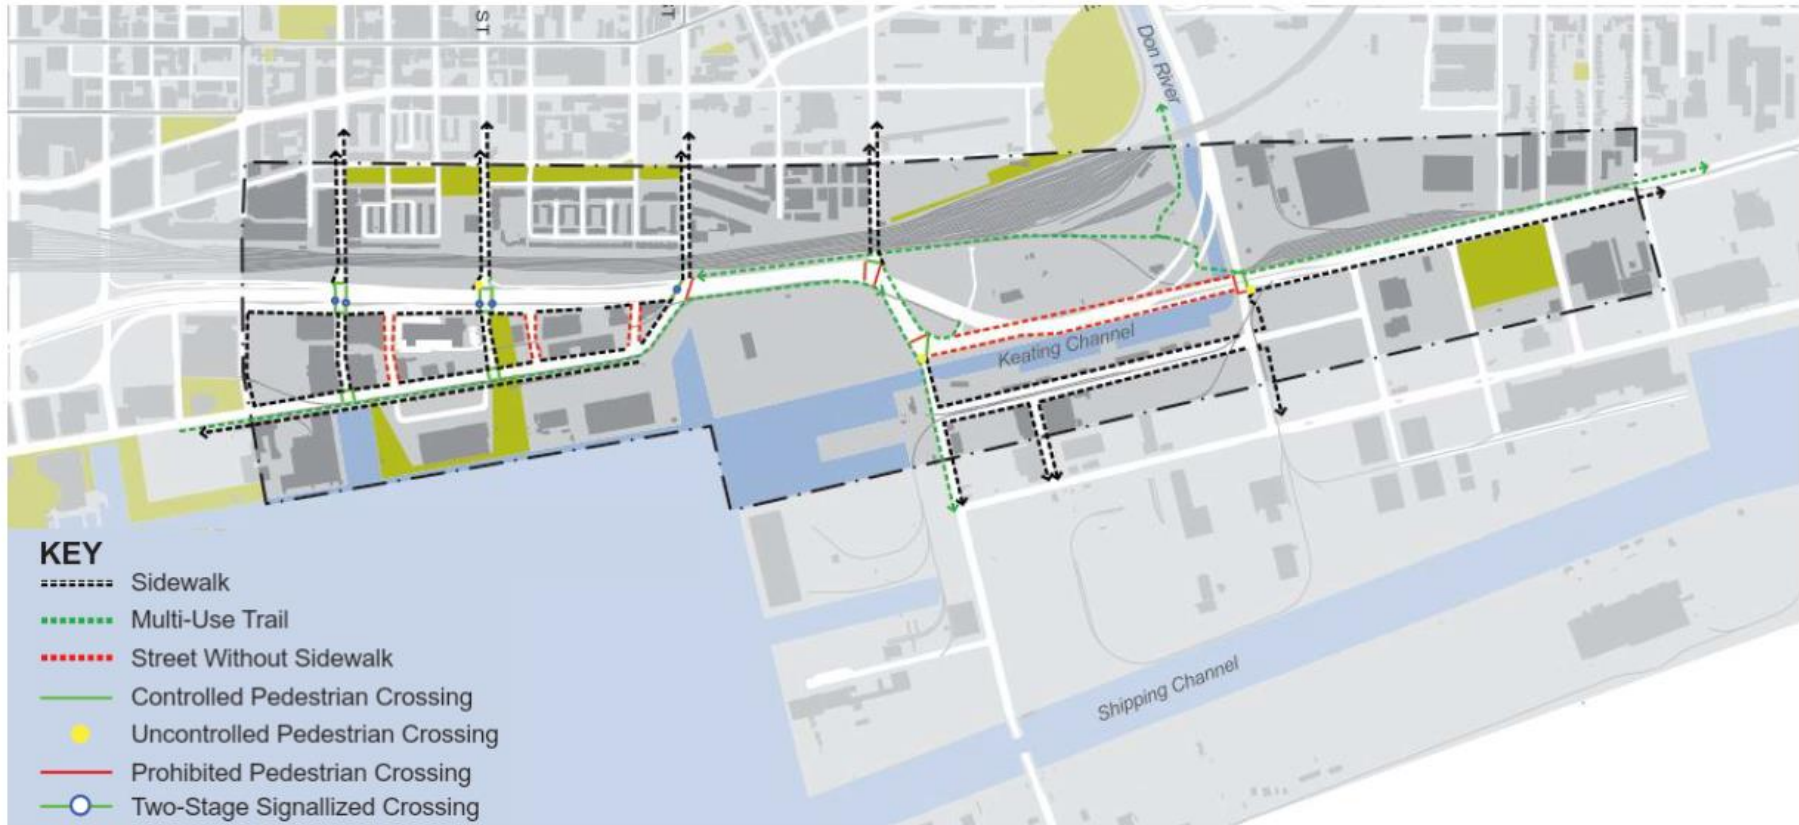 ST
Don River
Keating Channel
Shipping Channel
KEY
Sidewalk
Multi-Use Trail
Street Without Sidewalk
Controlled Pedestrian Crossing
Uncontrolled Pedestrian Crossing
Prohibited Pedestrian Crossing
Two-Stage Signallized Crossing